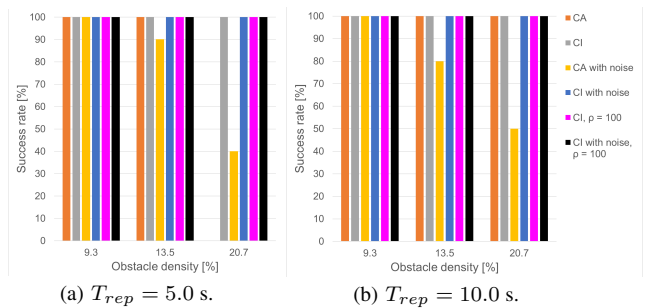 100
90
80
70
60
50
40
30
20
10
0
Success rate [%]
9.3 13.5 20.7
Obstacle density [%]
(a) T_rep = 5.0 s.
100
90
80
70
60
50
40
30
20
10
0
Success rate [%]
9.3 13.5 20.7
Obstacle density [%]
(b) T_rep = 10.0 s.
CA
CI
CA with noise
CI with noise
CI, ρ = 100
CI with noise,
ρ = 100